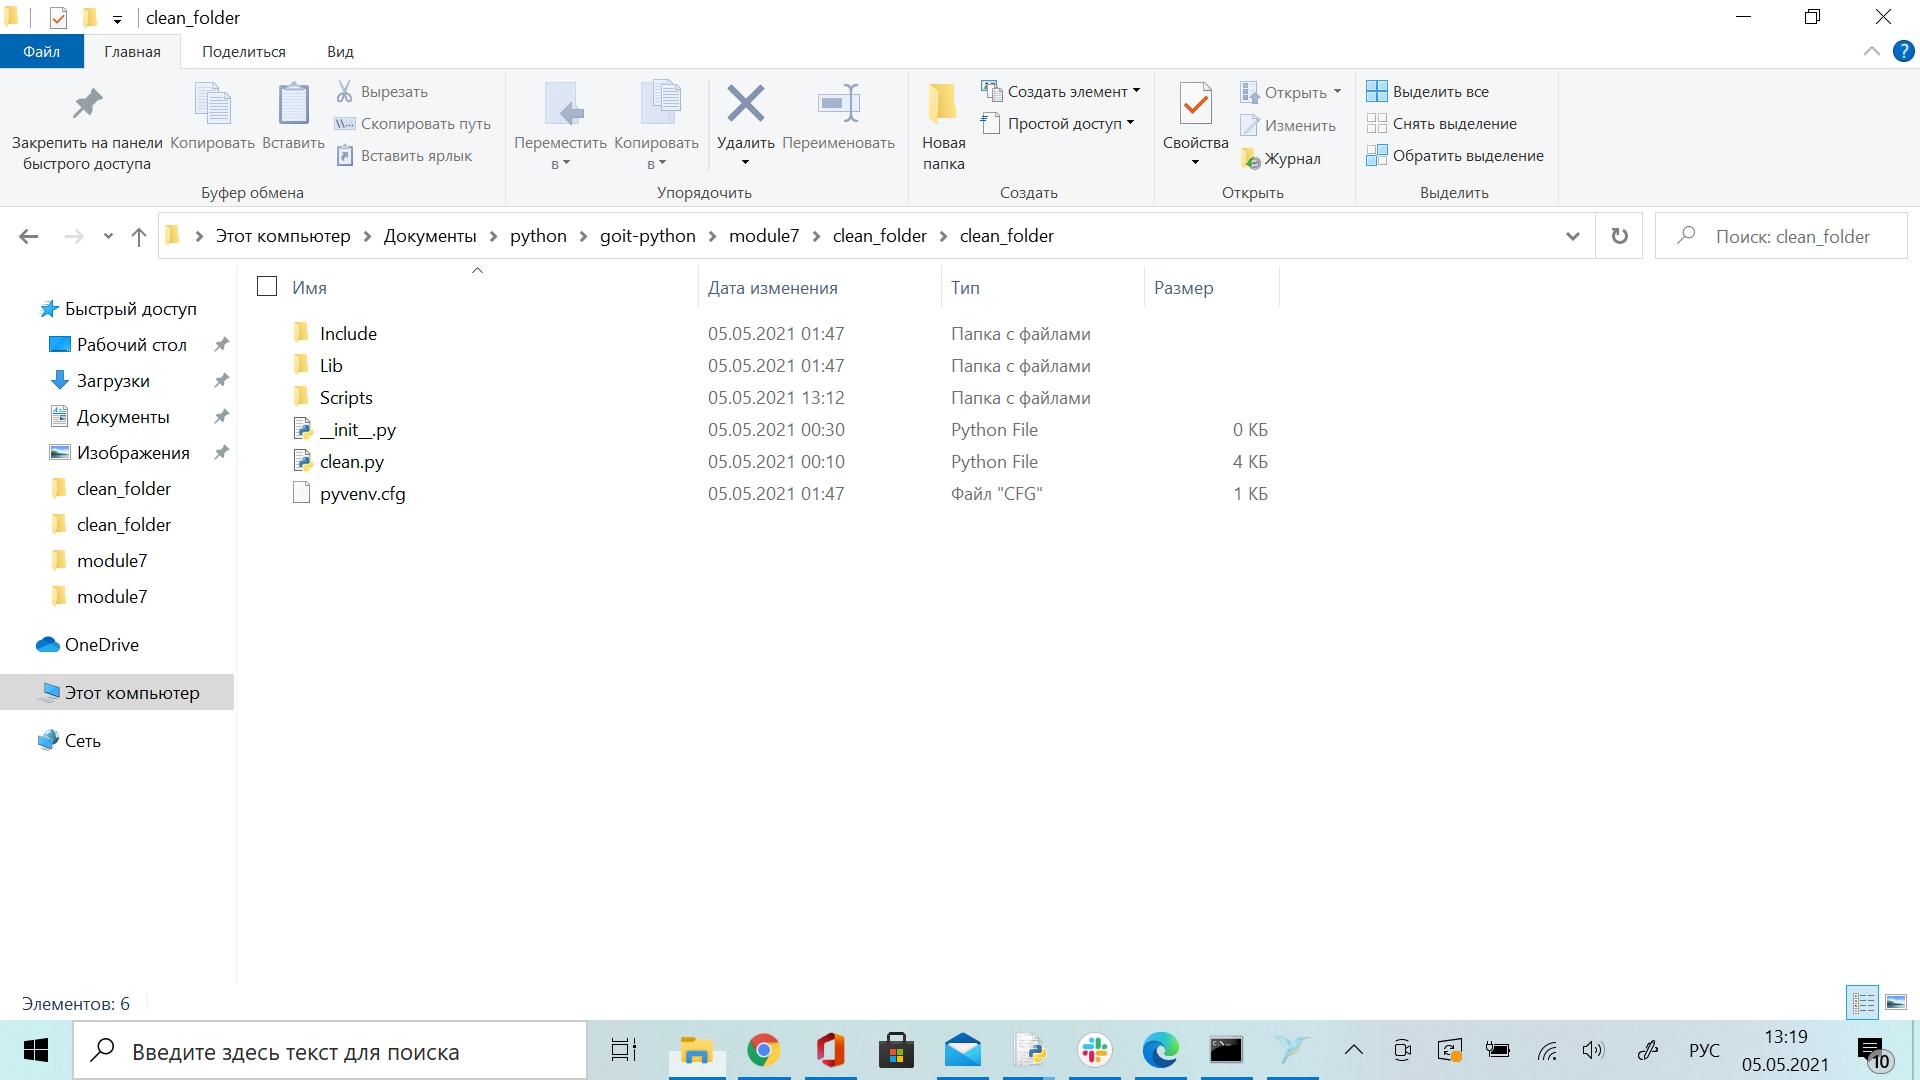 clean_folder
Файл Главная Поделиться Вид
Закрепить на панели быстрого доступа
Копировать
Вставить
Вырезать
Скопировать путь
Вставить ярлык
Буфер обмена
Переместить в
Копировать в
Удалить
Переименовать
Упорядочить
Новая папка
Создать элемент
Простой доступ
Создать
Свойства
Открыть
Изменить
Журнал
Открыть
Выделить все
Снять выделение
Обратить выделение
Выделить
Этот компьютер Документы python goit-python module7 clean_folder clean_folder
Поиск: clean_folder
Быстрый доступ
Рабочий стол
Загрузки
Документы
Изображения
clean_folder
clean_folder
module7
module7
OneDrive
Этот компьютер
Сеть
Имя Дата изменения Тип Размер
Include 05.05.2021 01:47 Папка с файлами
Lib 05.05.2021 01:47 Папка с файлами
Scripts 05.05.2021 13:12 Папка с файлами
__init__.py 05.05.2021 00:30 Python File 0 КБ
clean.py 05.05.2021 00:10 Python File 4 КБ
pyvenv.cfg 05.05.2021 01:47 Файл "CFG" 1 КБ
Элементов: 6
Введите здесь текст для поиска
РУС
13:19
05.05.2021
10